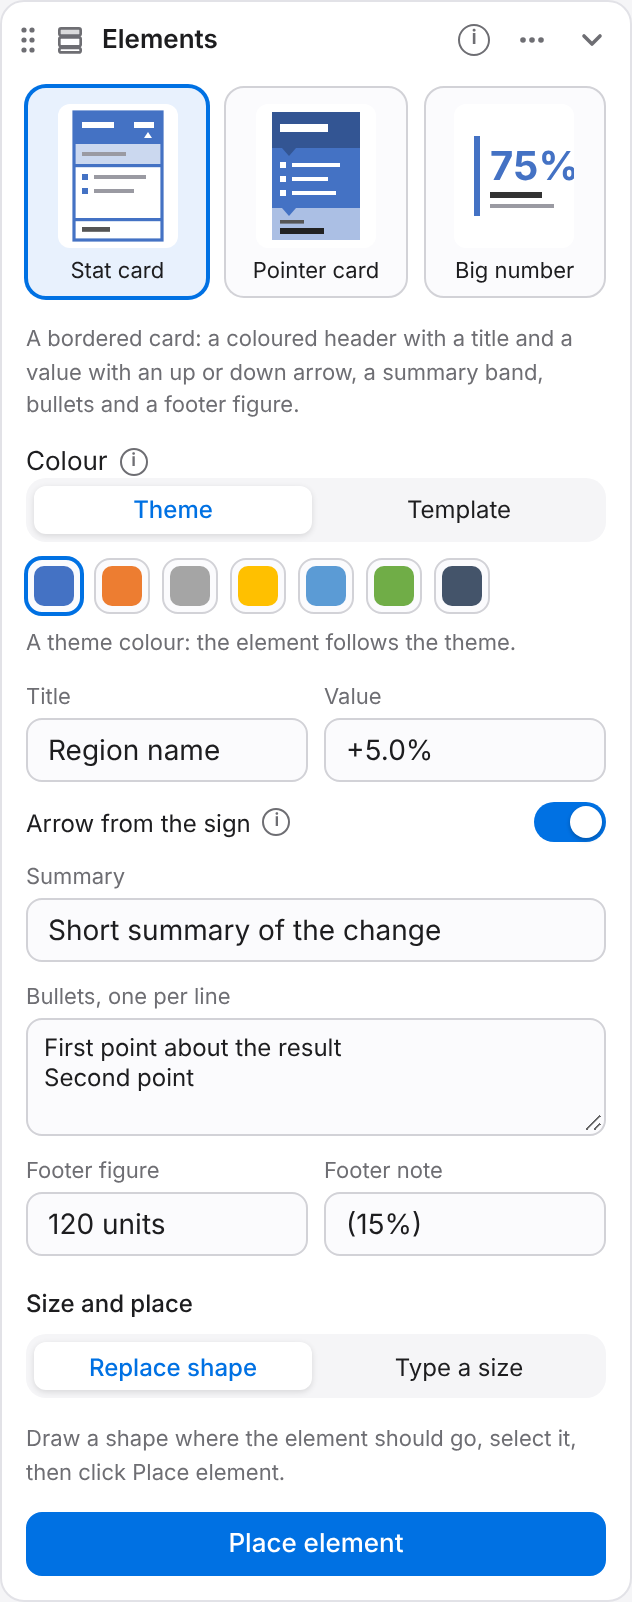 Elements
75%
Stat card
Pointer card
Big number
A bordered card: a coloured header with a title and a
value with an up or down arrow, a summary band,
bullets and a footer figure.
Colour
Theme
Template
A theme colour: the element follows the theme.
Title
Value
Region name
+5.0%
Arrow from the sign
Summary
Short summary of the change
Bullets, one per line
First point about the result
Second point
Footer figure
Footer note
120 units
(15%)
Size and place
Replace shape
Type a size
Draw a shape where the element should go, select it,
then click Place element.
Place element